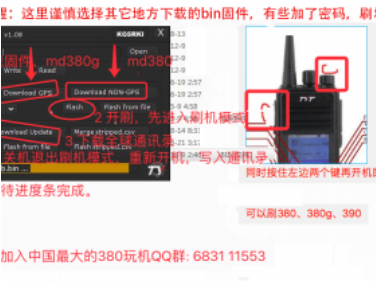 醒：这里谨慎选择其它地方下载的bin固件，有些加了密码，刷
v1.08 KG5RKI X
Open
固件，md380g md380
Write Read
Download GPS Download NON-GPS
Flash Flash from file
2 开刷，先进入刷机模式
Download Update Merge stripped.csv
3 下载全球通讯录
Flash from file Flash stripped.csv
关机退出刷机模式，重新开机，写入通讯录
待进度条完成。
同时按住左边两个键再开机
可以刷380、380g、390
加入中国最大的380玩机QQ群: 6831 11553